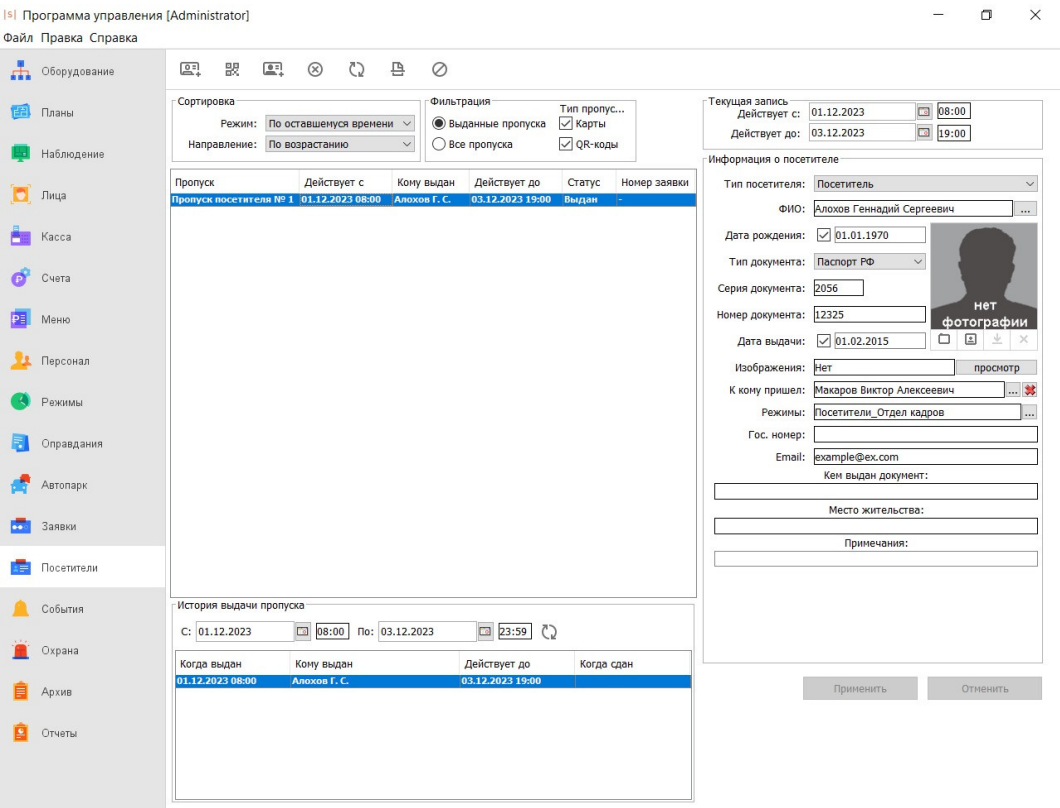 |s| Программа управления [Administrator]
Файл Правка Справка
Оборудование
Планы
Наблюдение
Лица
Касса
Счета
Меню
Персонал
Режимы
Оправдания
Автопарк
Заявки
Посетители
События
Охрана
Архив
Отчеты
Сортировка
Режим: По оставшемуся времени
Направление: По возрастанию
Фильтрация
Выданные пропуска
Все пропуска
Тип пропус...
Карты
QR-коды
Пропуск Действует с Кому выдан Действует до Статус Номер заявки
Пропуск посетителя № 1 01.12.2023 08:00 Алохов Г. С. 03.12.2023 19:00 Выдан -
История выдачи пропуска
С: 01.12.2023 08:00 По: 03.12.2023 23:59
Когда выдан Кому выдан Действует до Когда сдан
01.12.2023 08:00 Алохов Г. С. 03.12.2023 19:00
Текущая запись
Действует с: 01.12.2023 08:00
Действует до: 03.12.2023 19:00
Информация о посетителе
Тип посетителя: Посетитель
ФИО: Алохов Геннадий Сергеевич ...
Дата рождения: 01.01.1970
Тип документа: Паспорт РФ
Серия документа: 2056
Номер документа: 12325
Дата выдачи: 01.02.2015
нет
фотографии
Изображения: Нет просмотр
К кому пришел: Макаров Виктор Алексеевич ...
Режимы: Посетители_Отдел кадров ...
Гос. номер:
Email: example@ex.com
Кем выдан документ:
Место жительства:
Примечания:
Применить Отменить